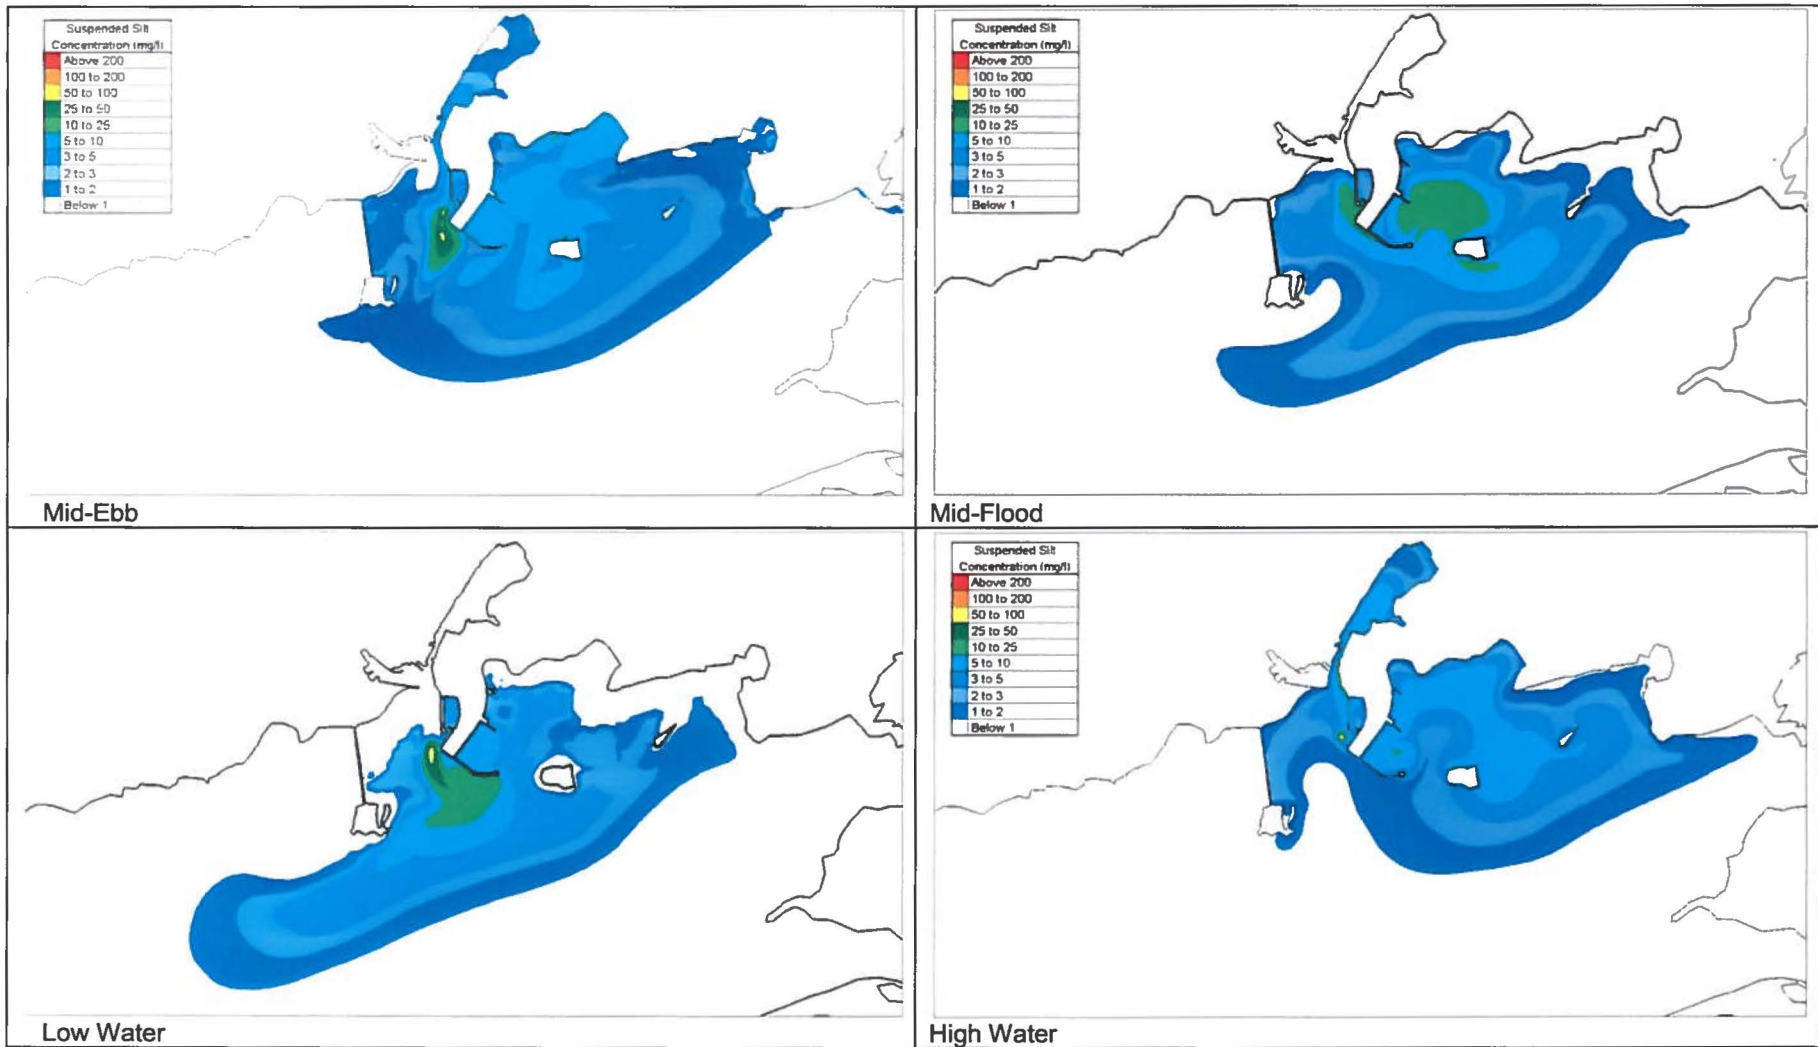 Suspended Silt
Concentration (mg/l)
Above 200
100 to 200
50 to 100
25 to 50
10 to 25
5 to 10
3 to 5
2 to 3
1 to 2
Below 1
Mid-Ebb
Suspended Silt
Concentration (mg/l)
Above 200
100 to 200
50 to 100
25 to 50
10 to 25
5 to 10
3 to 5
2 to 3
1 to 2
Below 1
Mid-Flood
Low Water
Suspended Silt
Concentration (mg/l)
Above 200
100 to 200
50 to 100
25 to 50
10 to 25
5 to 10
3 to 5
2 to 3
1 to 2
Below 1
High Water